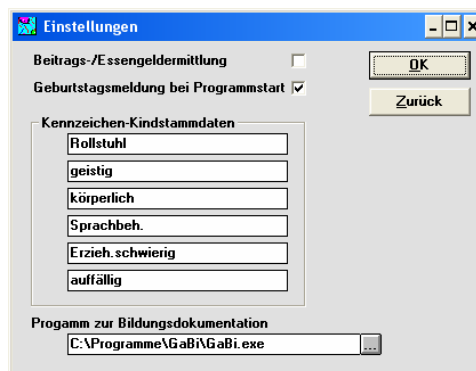 Einstellungen
Beitrags-/Essengeldermittlung
OK
Geburtstagsmeldung bei Programmstart
Zurück
Kennzeichen-Kindstammdaten
Rollstuhl
geistig
körperlich
Sprachbeh.
Erzieh.schwierig
auffällig
Progamm zur Bildungsdokumentation
C:\Programme\GaBi\GaBi.exe
...